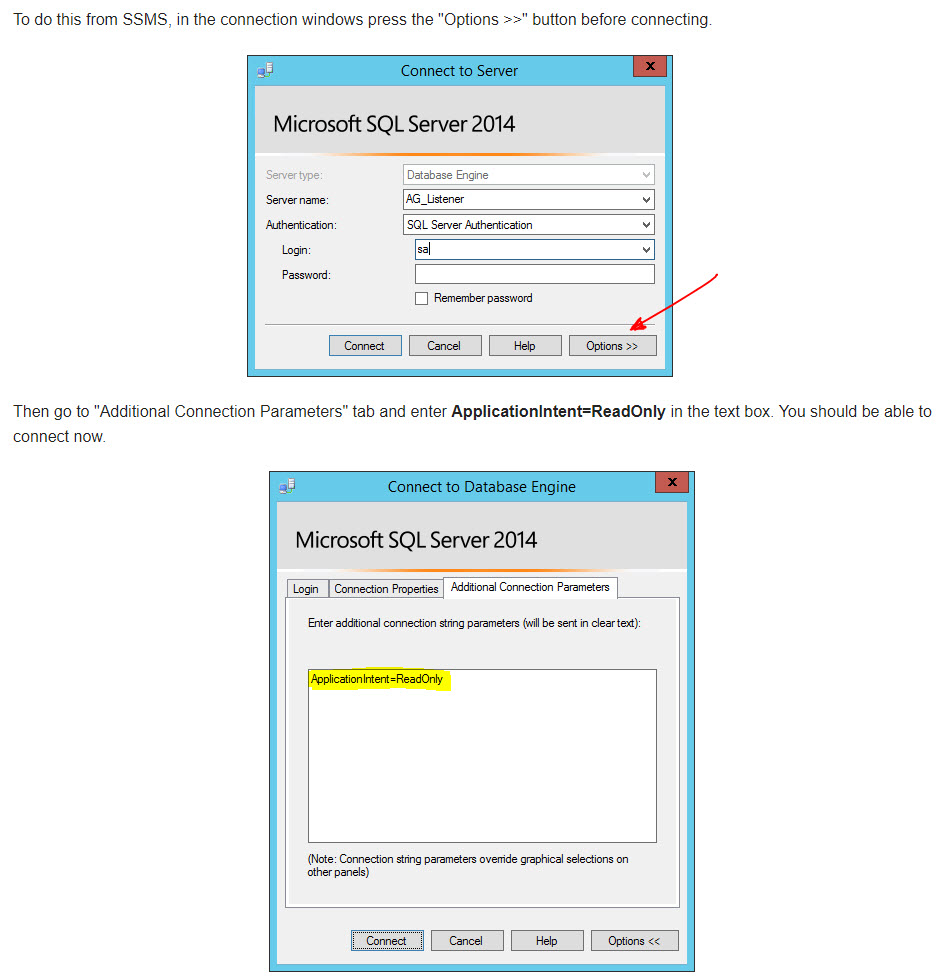 To do this from SSMS, in the connection windows press the "Options >>" button before connecting.
Connect to Server
x
Microsoft SQL Server 2014
Server type:
Database Engine
Server name:
AG_Listener
Authentication:
SQL Server Authentication
Login:
sa
Password:
Remember password
Connect
Cancel
Help
Options >>
Then go to "Additional Connection Parameters" tab and enter ApplicationIntent=ReadOnly in the text box. You should be able to
connect now.
Connect to Database Engine
x
Microsoft SQL Server 2014
Login
Connection Properties
Additional Connection Parameters
Enter additional connection string parameters (will be sent in clear text):
ApplicationIntent=ReadOnly
(Note: Connection string parameters override graphical selections on
other panels)
Connect
Cancel
Help
Options <<